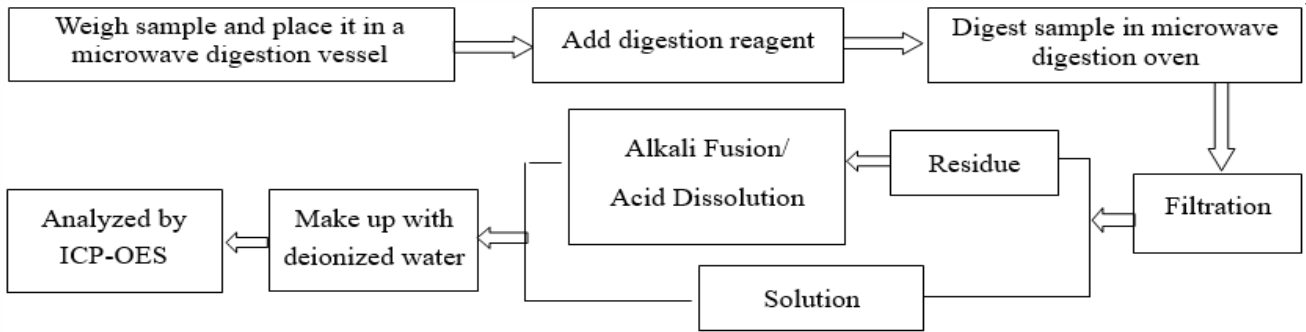 Weigh sample and place it in a
microwave digestion vessel
Add digestion reagent
Digest sample in microwave
digestion oven
Filtration
Residue
Alkali Fusion/
Acid Dissolution
Solution
Make up with
deionized water
Analyzed by
ICP-OES